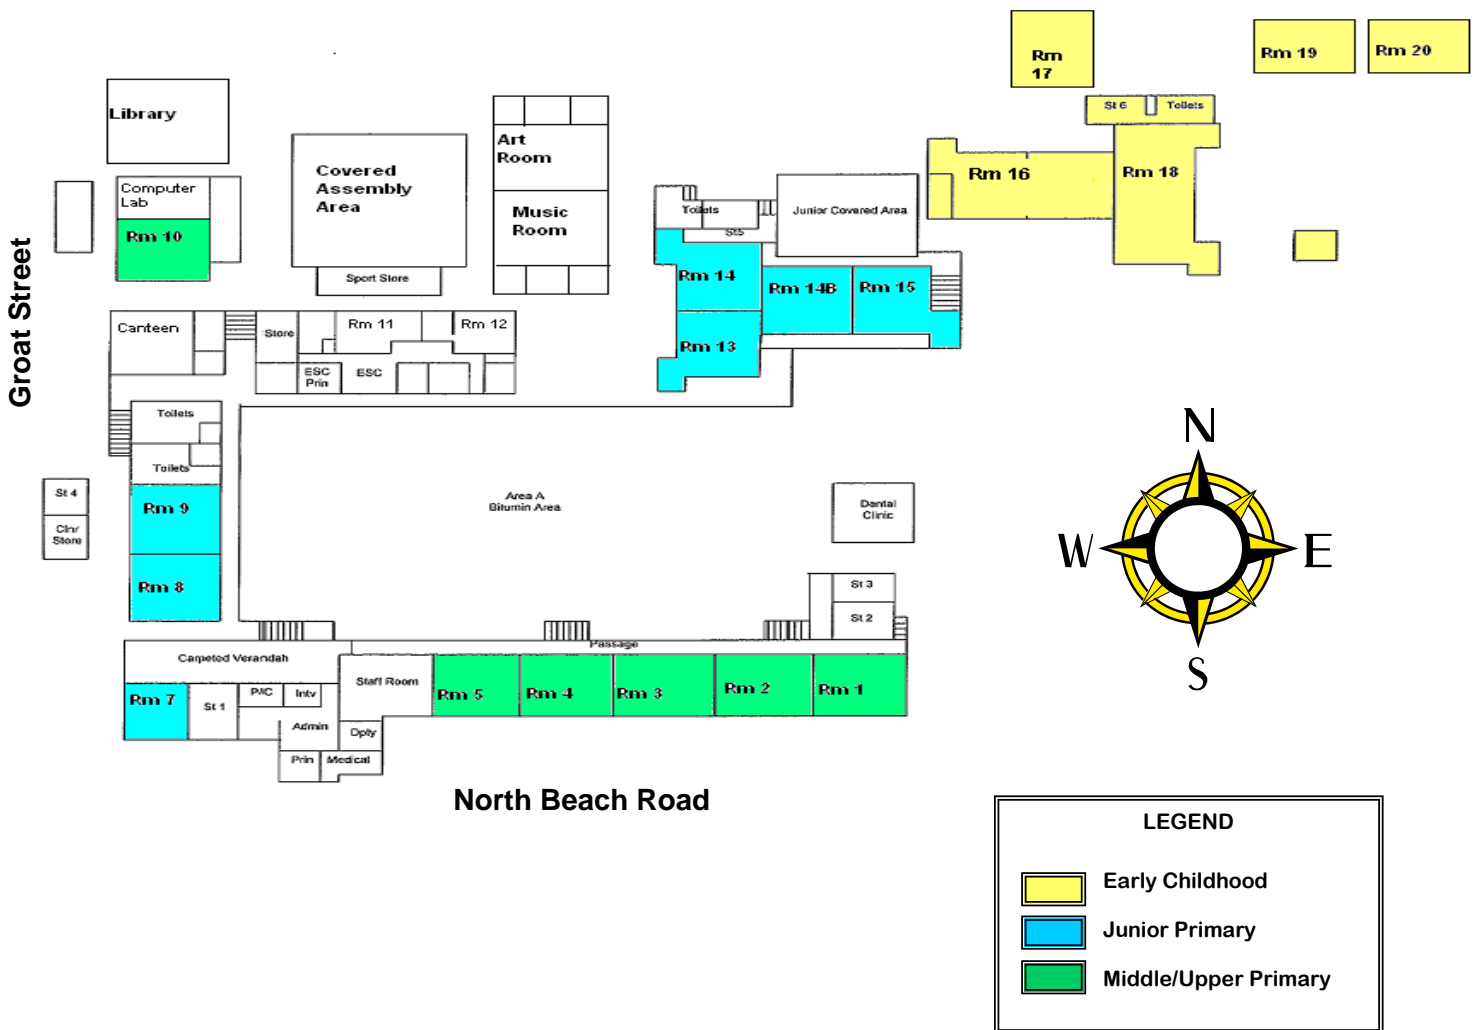 Rm
17
Rm 19
Rm 20
Library
St 6
Toilets
Art
Room
Covered
Assembly
Area
Rm 16
Rm 18
Computer
Lab
Music
Room
Toilets
Junior Covered Area
St5
Rm 10
Groat Street
Sport Store
Rm 14
Rm 14B
Rm 15
Canteen
Store
Rm 11
Rm 12
Rm 13
ESC
Prin
ESC
Toilets
Toilets
N
W
E
S
St 4
Clnr
Store
Rm 9
Area A
Bitumin Area
Dental
Clinic
Rm 8
St 3
St 2
Passage
Carpeted Verandah
Staff Room
Rm 5
Rm 4
Rm 3
Rm 2
Rm 1
Rm 7
St 1
P/C
Intv
Admin
Dpty
Prin
Medical
North Beach Road
LEGEND
Early Childhood
Junior Primary
Middle/Upper Primary